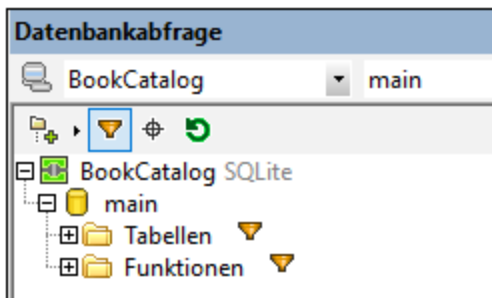 Datenbankabfrage
BookCatalog main
BookCatalog SQLite
main
Tabellen
Funktionen